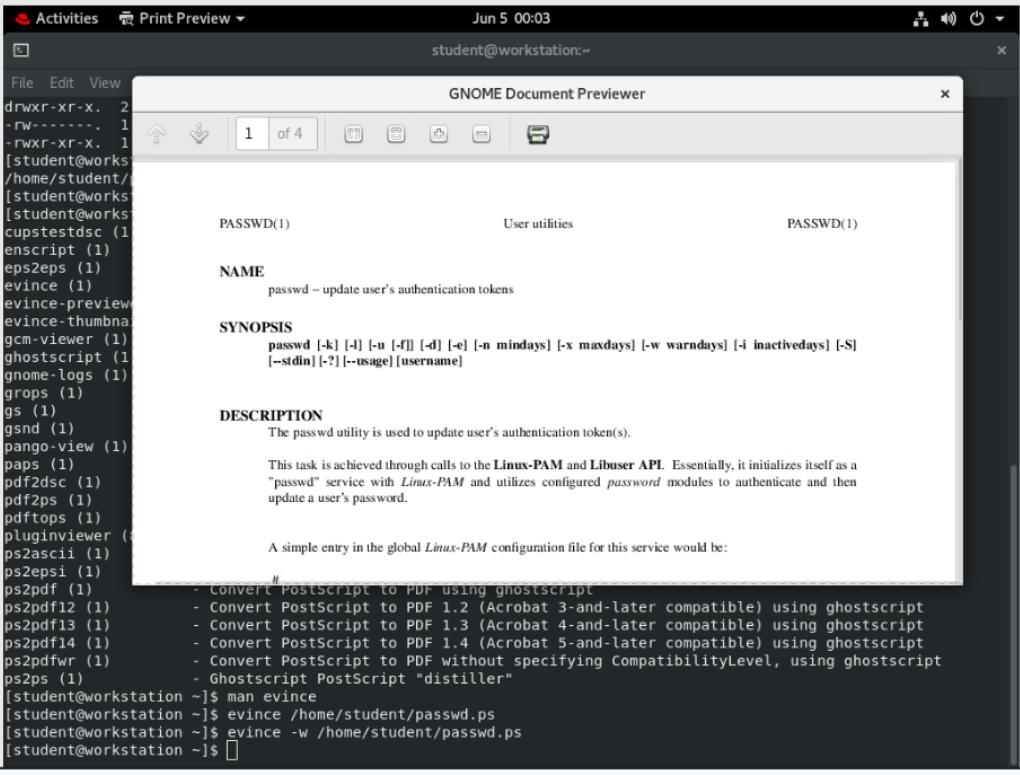 Activities Print Preview Jun 5 00:03
student@workstation:~
File Edit View
GNOME Document Previewer
drwxr-xr-x. 2
-rw-------. 1
-rwxr-xr-x. 1
[student@works
/home/student/
[student@works
[student@works
cupstestdsc (1
enscript (1)
eps2eps (1)
evince (1)
evince-previewe
evince-thumbna
gcm-viewer (1)
ghostscript (1
gnome-logs (1)
grops (1)
gs (1)
gsnd (1)
pango-view (1)
paps (1)
pdf2dsc (1)
pdf2ps (1)
pdftops (1)
pluginviewer (
ps2ascii (1)
ps2epsi (1)
1 of 4
PASSWD(1) User utilities PASSWD(1)
NAME
passwd – update user's authentication tokens
SYNOPSIS
passwd [-k] [-l] [-u [-f]] [-d] [-e] [-n mindays] [-x maxdays] [-w warndays] [-i inactivedays] [-S]
[--stdin] [-?] [--usage] [username]
DESCRIPTION
The passwd utility is used to update user's authentication token(s).
This task is achieved through calls to the Linux-PAM and Libuser API. Essentially, it initializes itself as a
"passwd" service with Linux-PAM and utilizes configured password modules to authenticate and then
update a user's password.
A simple entry in the global Linux-PAM configuration file for this service would be:
#
ps2pdf (1) - Convert PostScript to PDF using ghostscript
ps2pdf12 (1) - Convert PostScript to PDF 1.2 (Acrobat 3-and-later compatible) using ghostscript
ps2pdf13 (1) - Convert PostScript to PDF 1.3 (Acrobat 4-and-later compatible) using ghostscript
ps2pdf14 (1) - Convert PostScript to PDF 1.4 (Acrobat 5-and-later compatible) using ghostscript
ps2pdfwr (1) - Convert PostScript to PDF without specifying CompatibilityLevel, using ghostscript
ps2ps (1) - Ghostscript PostScript "distiller"
[student@workstation ~]$ man evince
[student@workstation ~]$ evince /home/student/passwd.ps
[student@workstation ~]$ evince -w /home/student/passwd.ps
[student@workstation ~]$